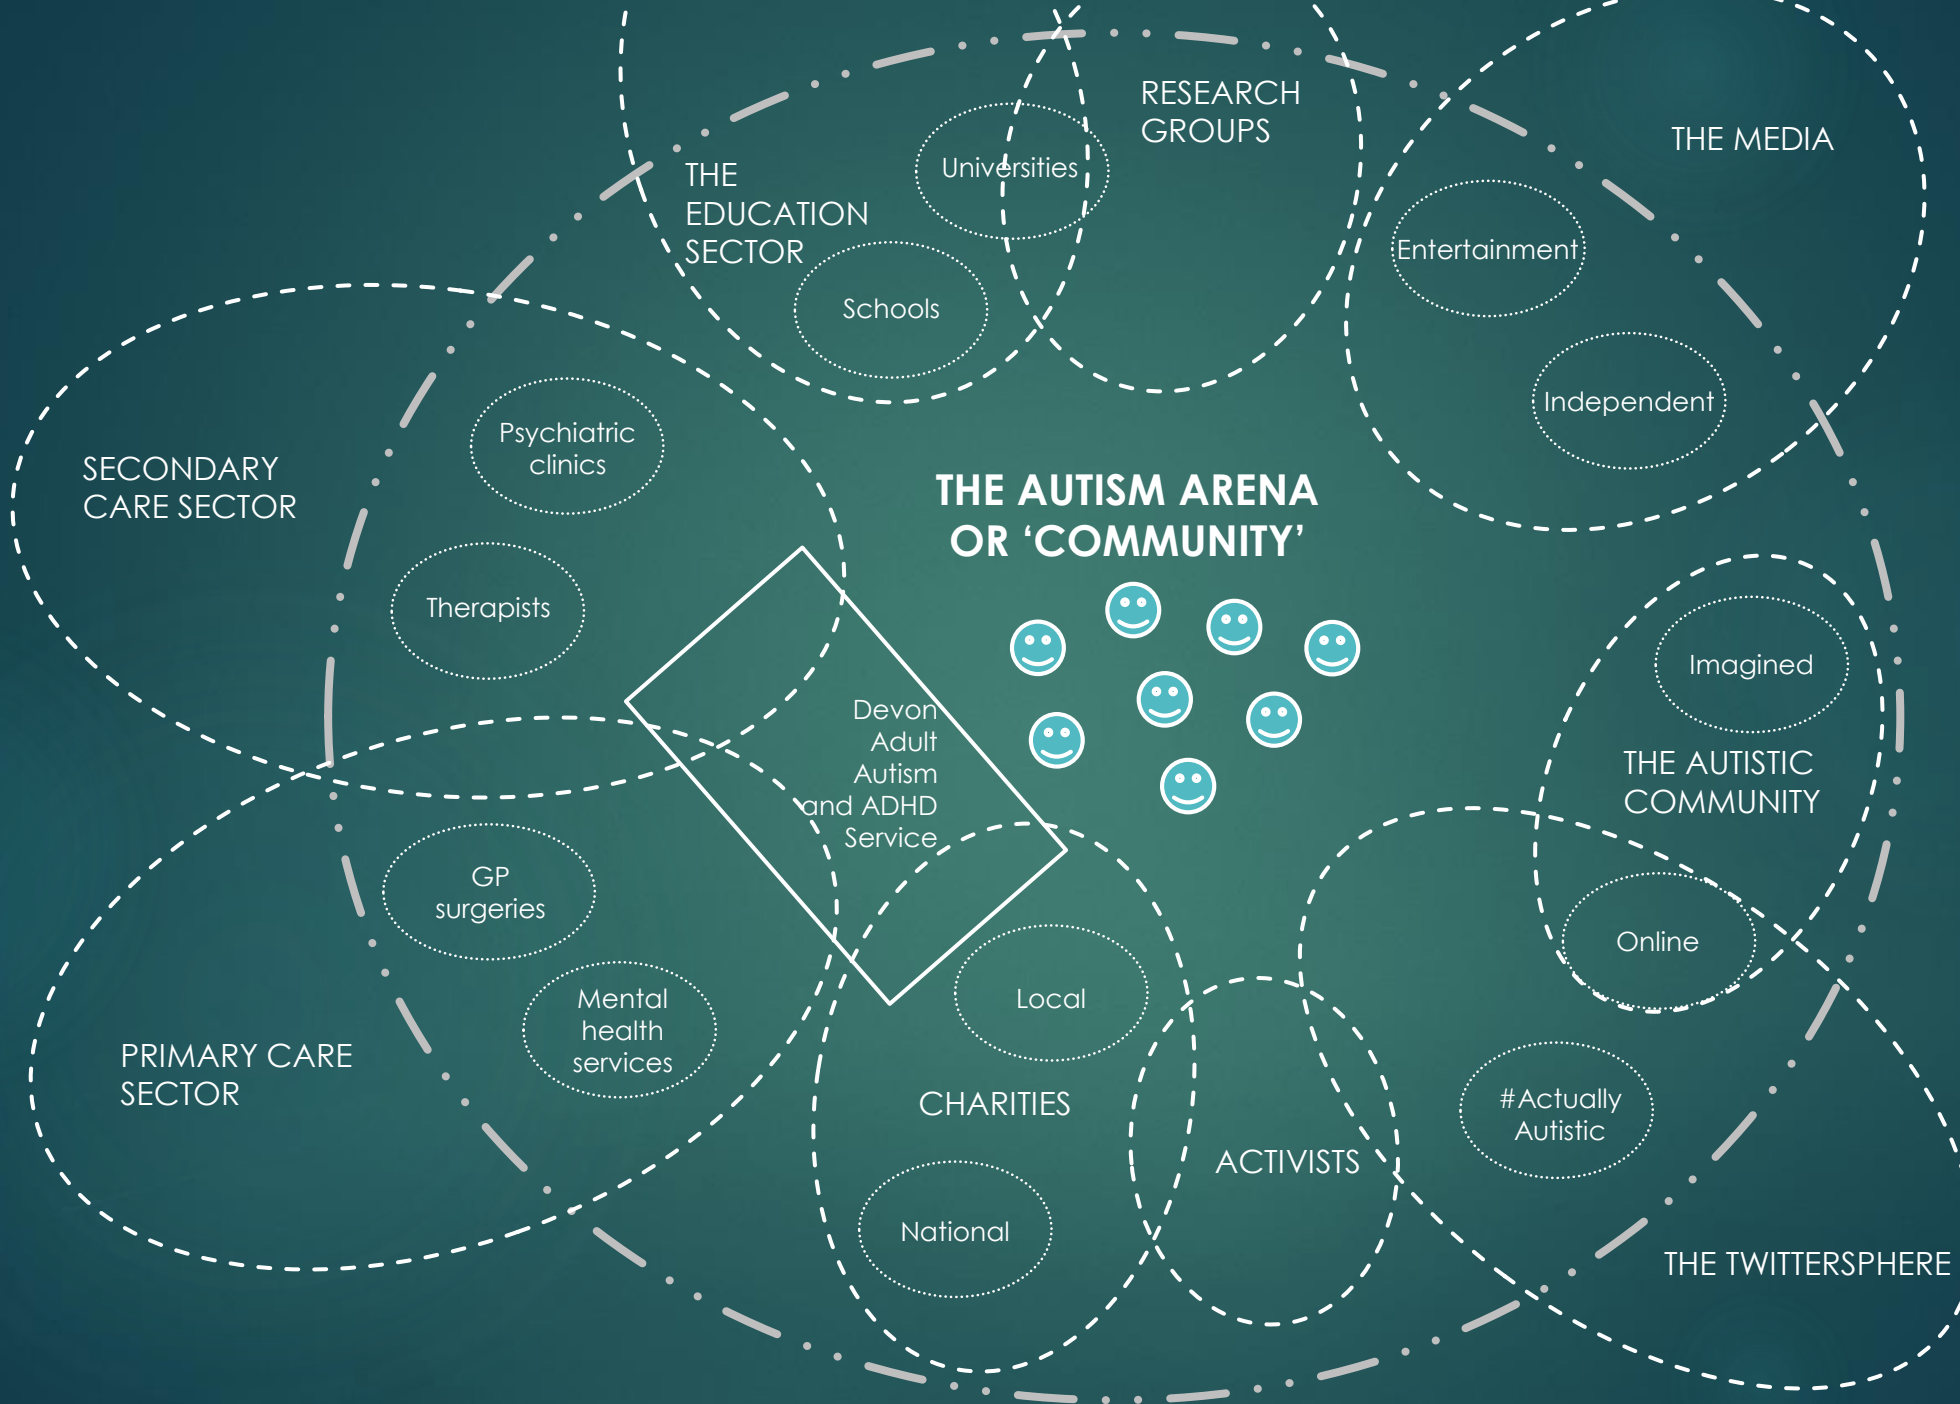 RESEARCH
GROUPS
THE MEDIA
THE
EDUCATION
SECTOR
Universities
Schools
Entertainment
Independent
SECONDARY
CARE SECTOR
Psychiatric
clinics
Therapists
THE AUTISM ARENA
OR ‘COMMUNITY’
Devon
Adult
Autism
and ADHD
Service
Imagined
THE AUTISTIC
COMMUNITY
Online
GP
surgeries
Mental
health
services
PRIMARY CARE
SECTOR
Local
CHARITIES
National
ACTIVISTS
#Actually
Autistic
THE TWITTERSPHERE